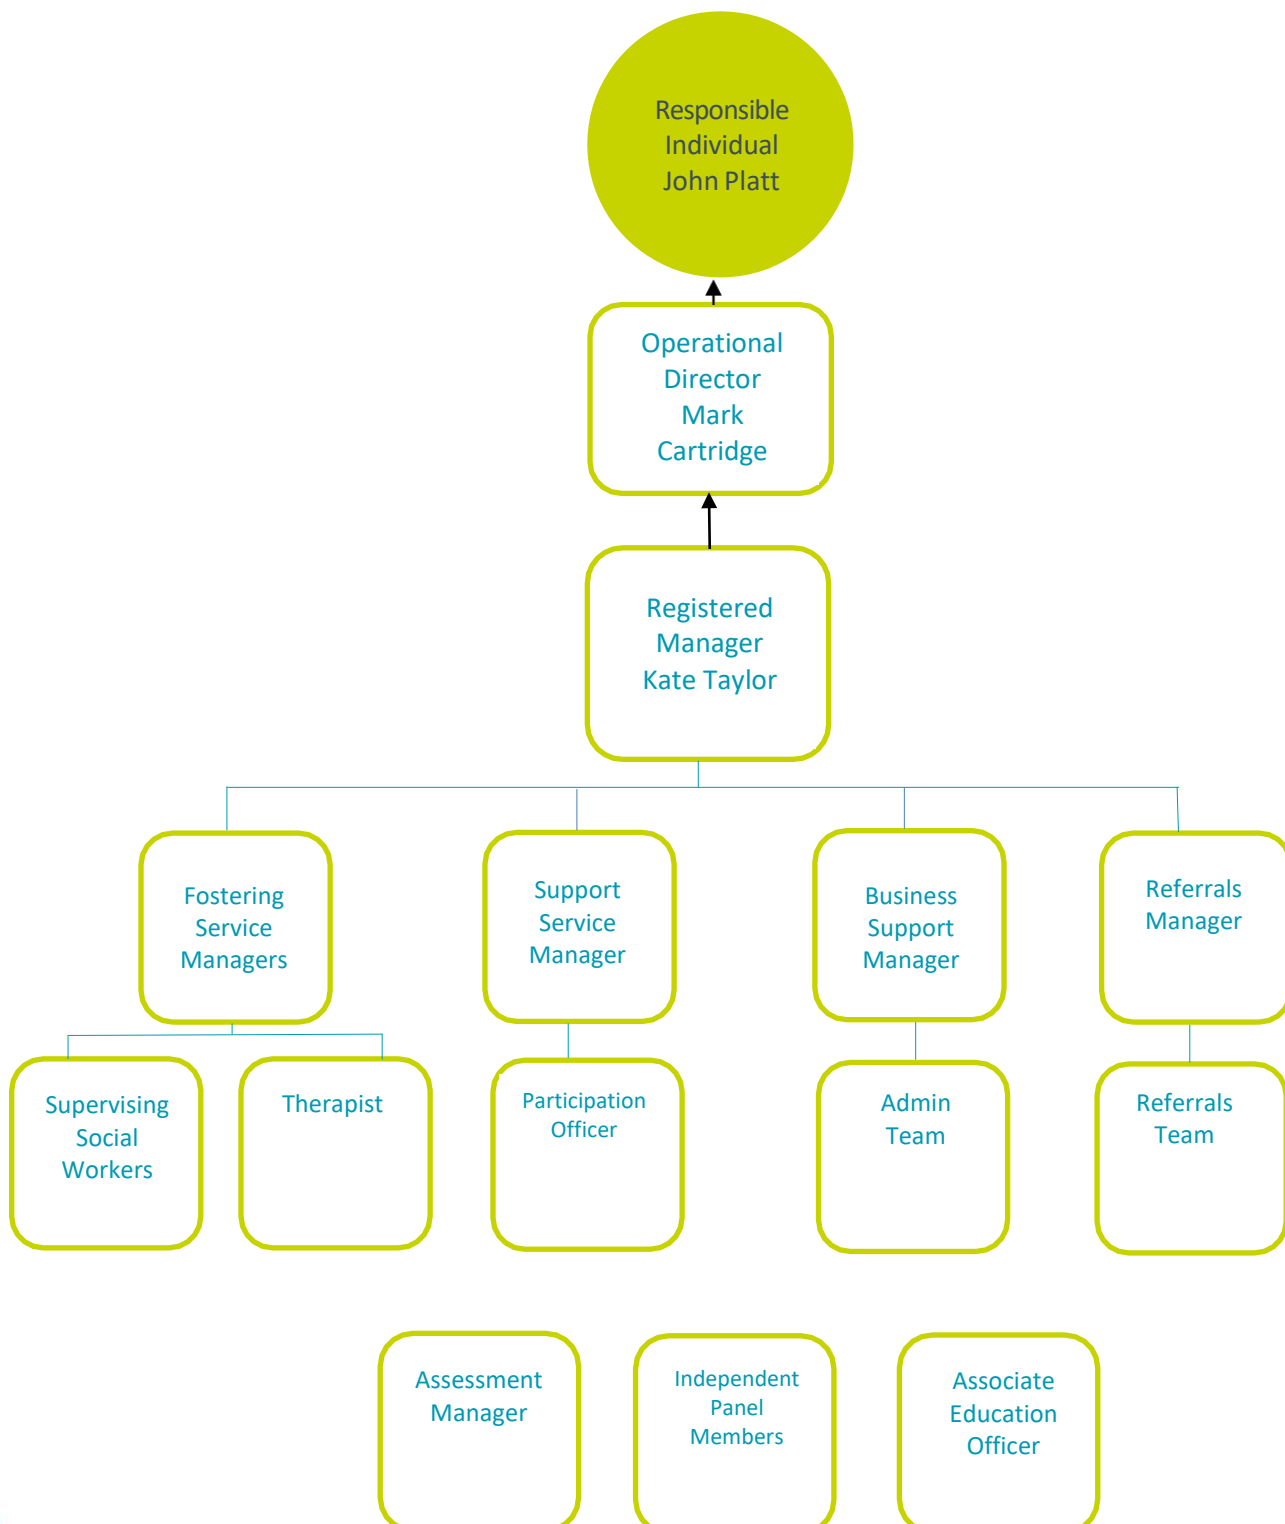 Responsible
Individual
John Platt
Operational
Director
Mark
Cartridge
Registered
Manager
Kate Taylor
Fostering
Service
Managers
Support
Service
Manager
Business
Support
Manager
Referrals
Manager
Supervising
Social
Workers
Therapist
Participation
Officer
Admin
Team
Referrals
Team
Assessment
Manager
Independent
Panel
Members
Associate
Education
Officer